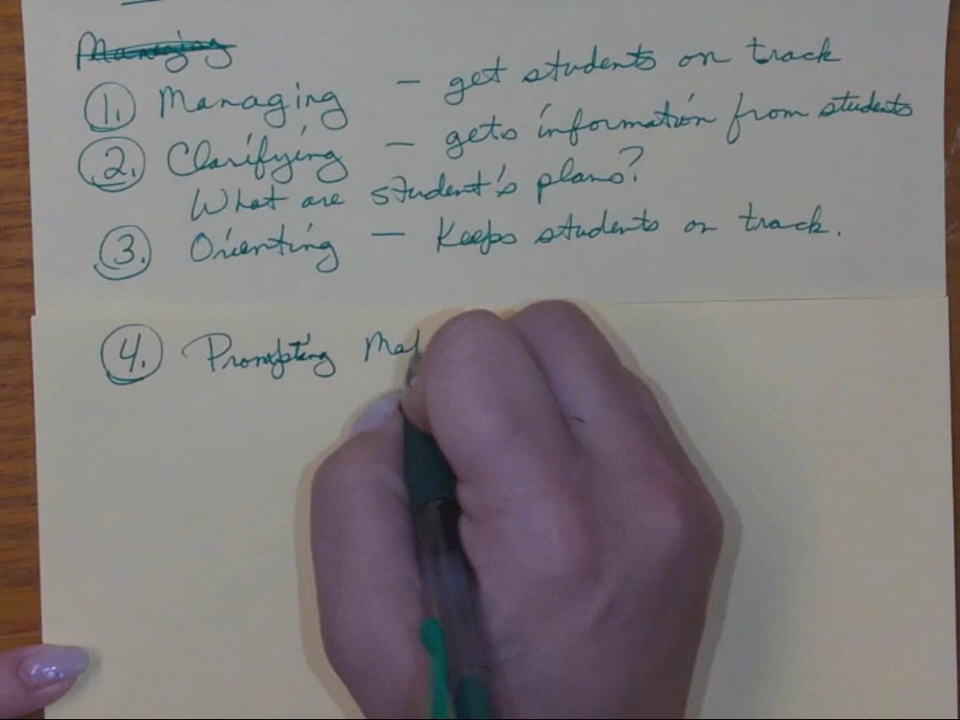 Managing
1. Managing - get students on track
2. Clarifying - gets information from students
What are student's plans?
3. Orienting - Keeps students on track.
4. Prompting Mat